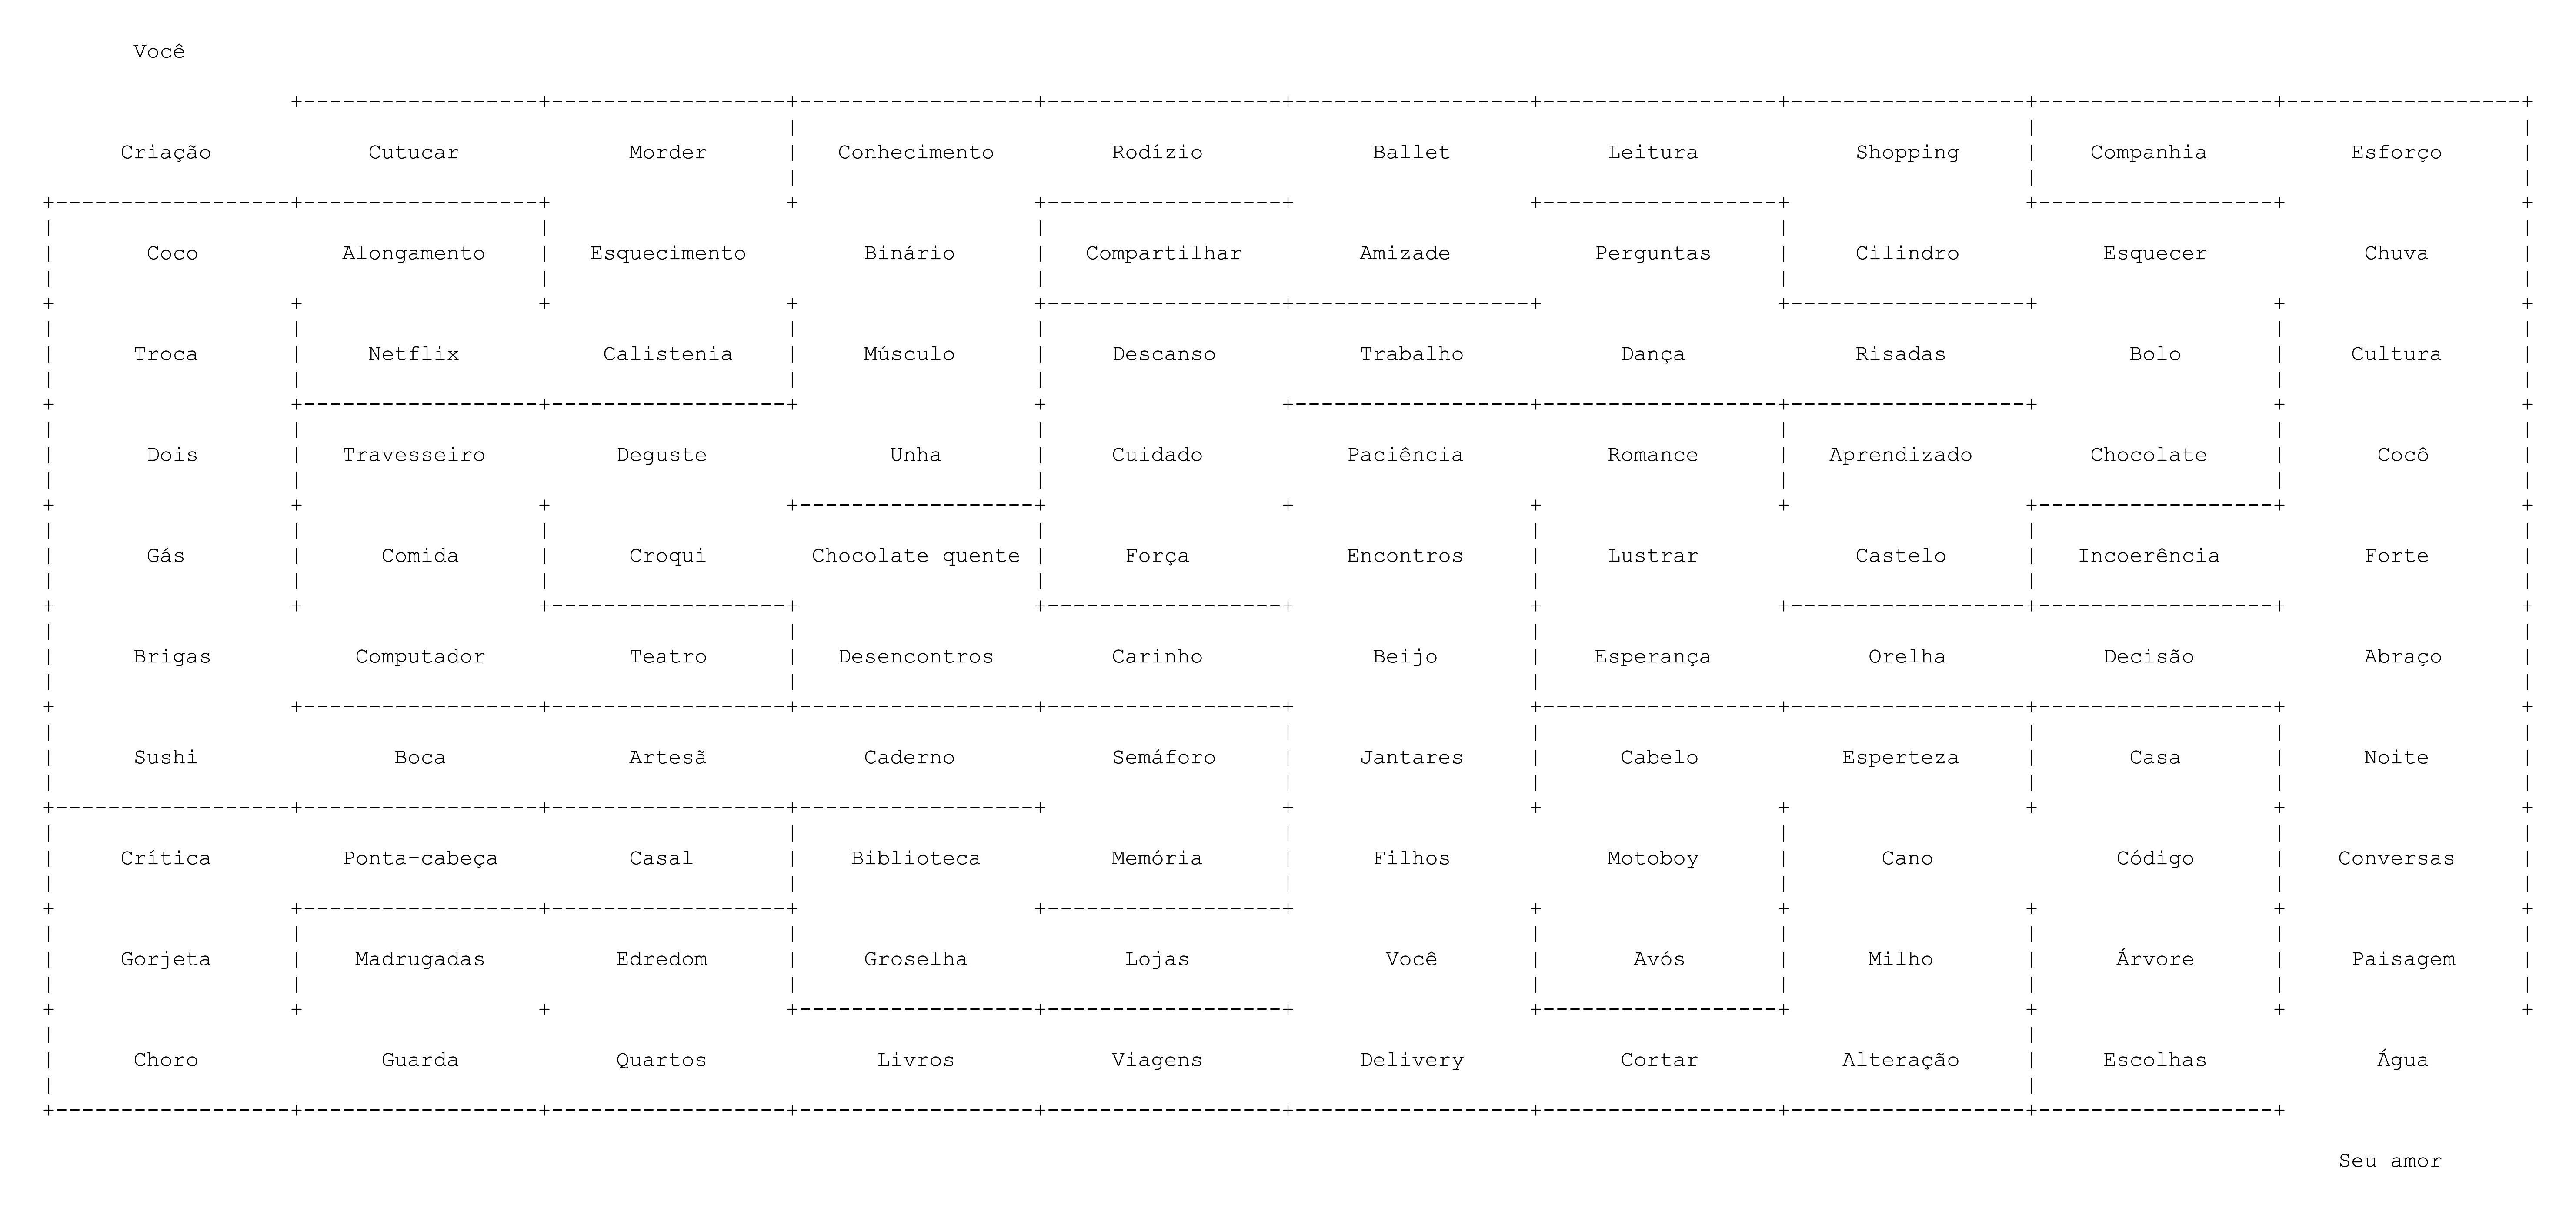 Você
Criação Cutucar Morder Conhecimento Rodízio Ballet Leitura Shopping Companhia Esforço
Coco Alongamento Esquecimento Binário Compartilhar Amizade Perguntas Cilindro Esquecer Chuva
Troca Netflix Calistenia Músculo Descanso Trabalho Dança Risadas Bolo Cultura
Dois Travesseiro Deguste Unha Cuidado Paciência Romance Aprendizado Chocolate Cocô
Gás Comida Croqui Chocolate quente Força Encontros Lustrar Castelo Incoerência Forte
Brigas Computador Teatro Desencontros Carinho Beijo Esperança Orelha Decisão Abraço
Sushi Boca Artesã Caderno Semáforo Jantares Cabelo Esperteza Casa Noite
Crítica Ponta-cabeça Casal Biblioteca Memória Filhos Motoboy Cano Código Conversas
Gorjeta Madrugadas Edredom Groselha Lojas Você Avós Milho Árvore Paisagem
Choro Guarda Quartos Livros Viagens Delivery Cortar Alteração Escolhas Água
Seu amor